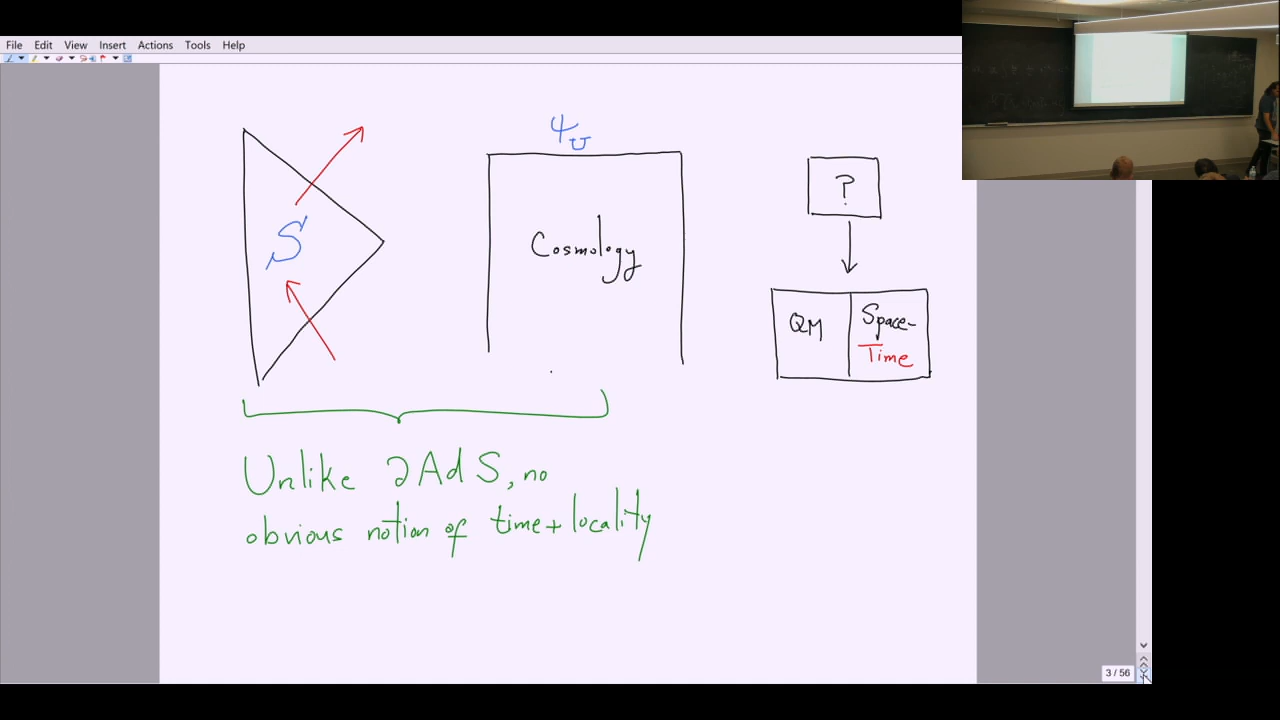 File Edit View Insert Actions Tools Help
S
Ψ_U
Cosmology
?
QM
Space-
Time
Unlike ∂AdS, no
obvious notion of time + locality
3 / 56